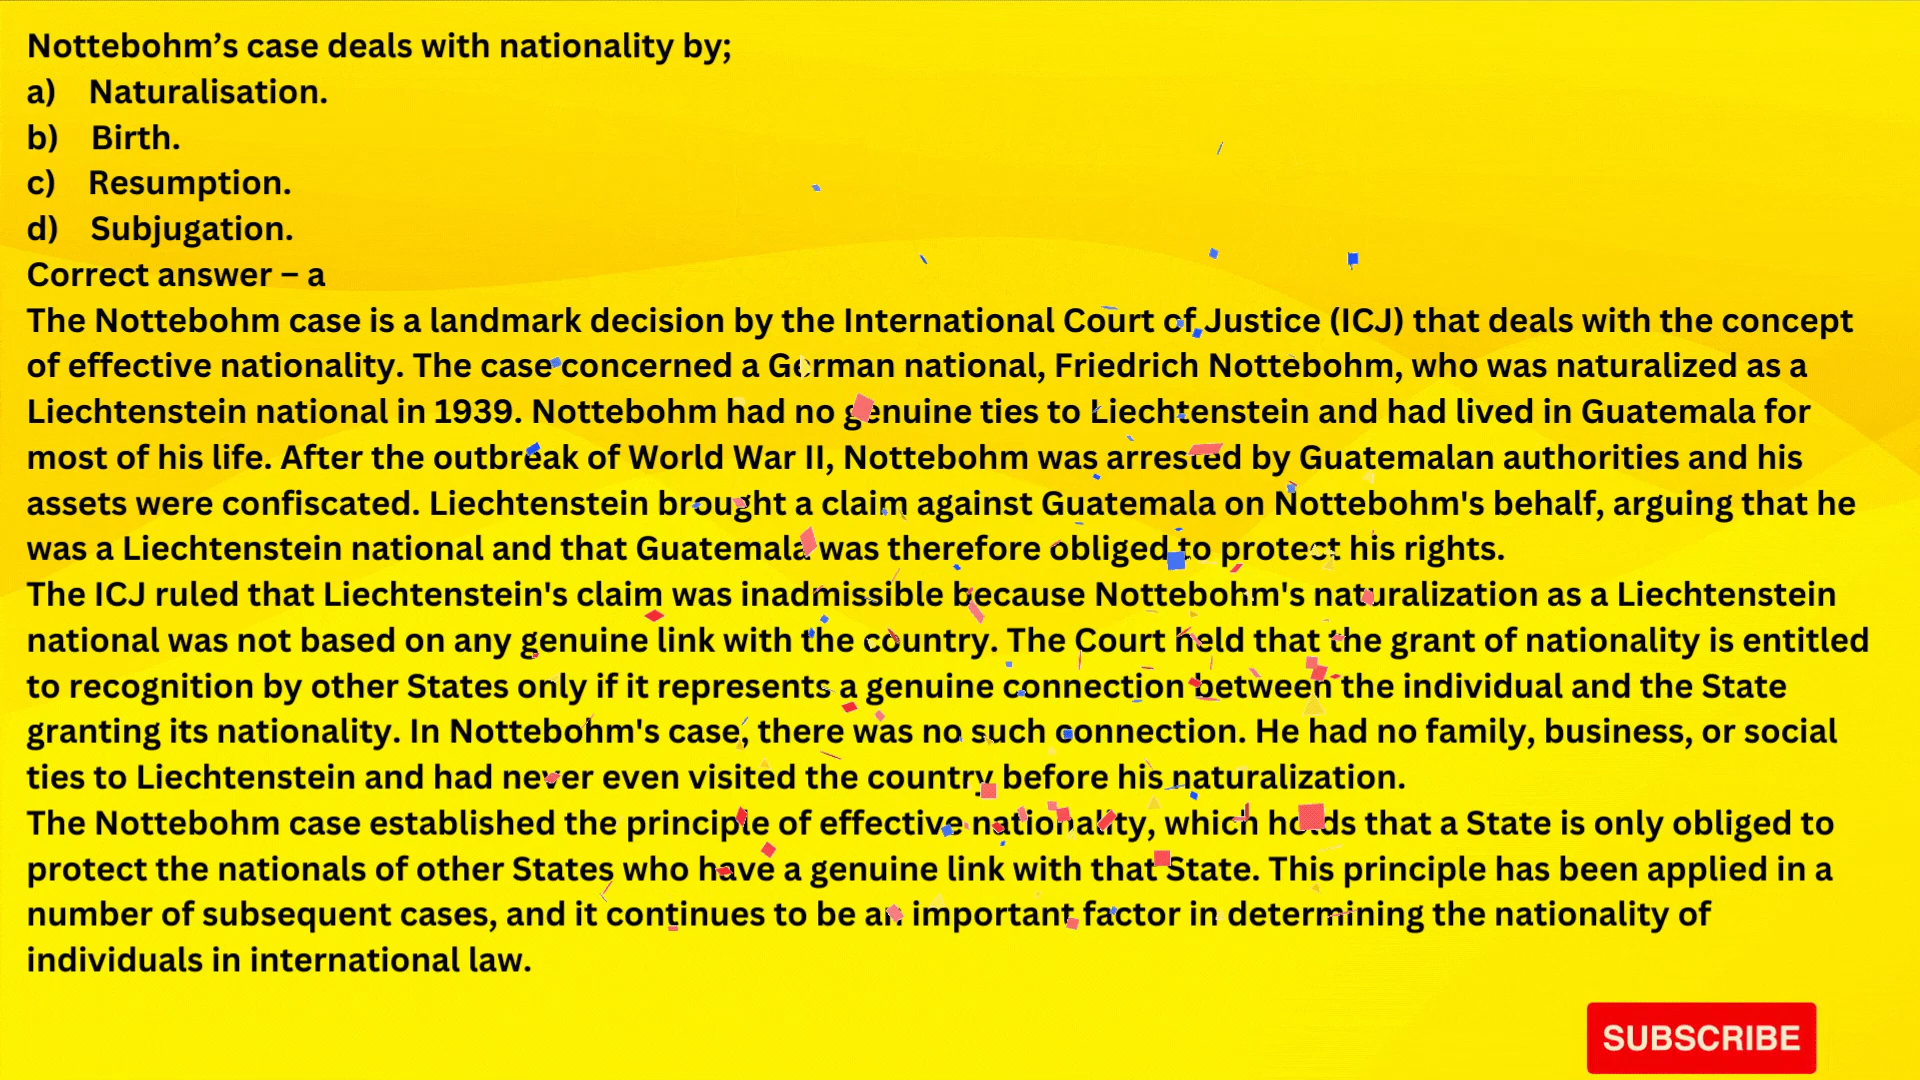 Nottebohm’s case deals with nationality by;
a) Naturalisation.
b) Birth.
c) Resumption.
d) Subjugation.
Correct answer – a
The Nottebohm case is a landmark decision by the International Court of Justice (ICJ) that deals with the concept
of effective nationality. The case concerned a German national, Friedrich Nottebohm, who was naturalized as a
Liechtenstein national in 1939. Nottebohm had no genuine ties to Liechtenstein and had lived in Guatemala for
most of his life. After the outbreak of World War II, Nottebohm was arrested by Guatemalan authorities and his
assets were confiscated. Liechtenstein brought a claim against Guatemala on Nottebohm's behalf, arguing that he
was a Liechtenstein national and that Guatemala was therefore obliged to protect his rights.
The ICJ ruled that Liechtenstein's claim was inadmissible because Nottebohm's naturalization as a Liechtenstein
national was not based on any genuine link with the country. The Court held that the grant of nationality is entitled
to recognition by other States only if it represents a genuine connection between the individual and the State
granting its nationality. In Nottebohm's case, there was no such connection. He had no family, business, or social
ties to Liechtenstein and had never even visited the country before his naturalization.
The Nottebohm case established the principle of effective nationality, which holds that a State is only obliged to
protect the nationals of other States who have a genuine link with that State. This principle has been applied in a
number of subsequent cases, and it continues to be an important factor in determining the nationality of
individuals in international law.
SUBSCRIBE